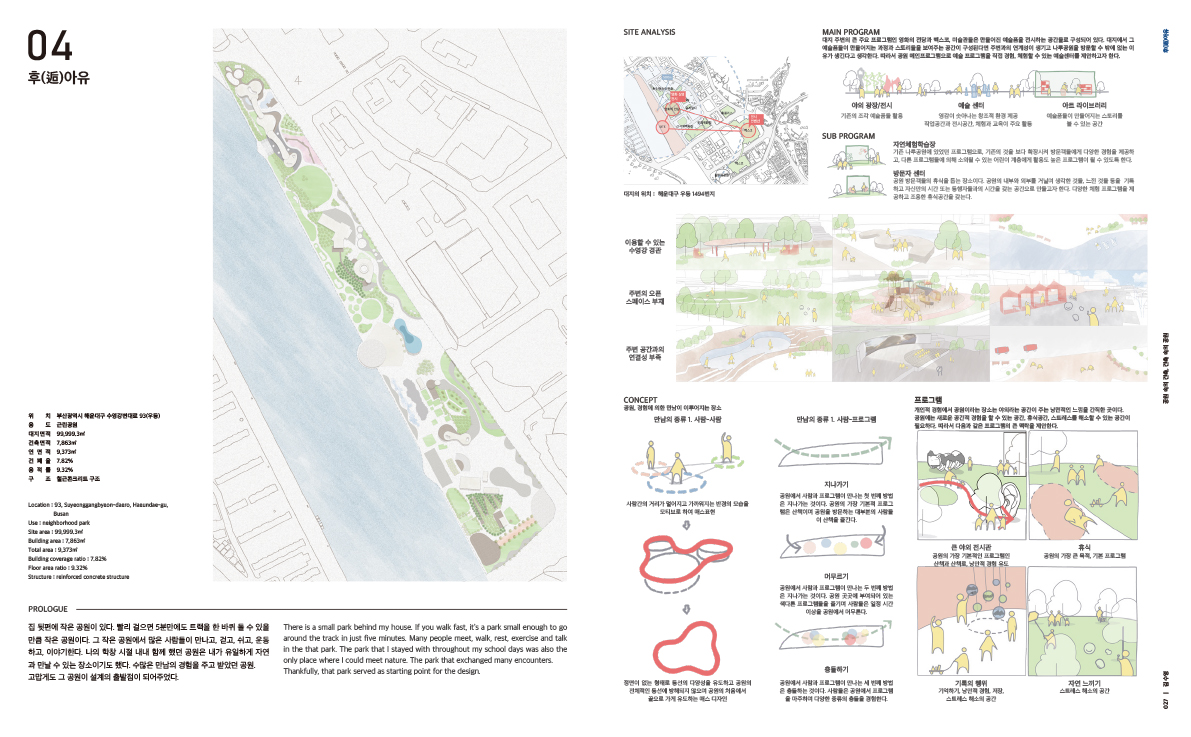 04
후(逅)아유
위 치 부산광역시 해운대구 수영강변대로 93(우동)
용 도 근린공원
대지면적 99,999.3㎡
건축면적 7,863㎡
연 면 적 9,373㎡
건 폐 율 7.82%
용 적 률 9.32%
구 조 철근콘크리트 구조
Location : 93, Suyeonggangbyeon-daero, Haeundae-gu,
Busan
Use : neighborhood park
Site area : 99,999.3㎡
Building area : 7,863㎡
Total area : 9,373㎡
Building coverage ratio : 7.82%
Floor area ratio : 9.32%
Structure : reinforced concrete structure
PROLOGUE
집 뒷편에 작은 공원이 있다. 빨리 걸으면 5분만에도 트랙을 한 바퀴 돌 수 있을
만큼 작은 공원이다. 그 작은 공원에서 많은 사람들이 만나고, 걷고, 쉬고, 운동
하고, 이야기한다. 나의 학창 시절 내내 함께 했던 공원은 내가 유일하게 자연
과 만날 수 있는 장소이기도 했다. 수많은 만남의 경험을 주고 받았던 공원.
고맙게도 그 공원이 설계의 출발점이 되어주었다.
There is a small park behind my house. If you walk fast, it's a park small enough to go
around the track in just five minutes. Many people meet, walk, rest, exercise and talk
in the that park. The park that I stayed with throughout my school days was also the
only place where I could meet nature. The park that exchanged many encounters.
Thankfully, that park served as starting point for the design.
SITE ANALYSIS
대지의 위치 : 해운대구 우동 1494번지
MAIN PROGRAM
대지 주변의 큰 주요 프로그램인 영화의 전당과 벡스코, 미술관들은 만들어진 예술품을 전시하는 공간들로 구성되어 있다. 대지에서 그
예술품이 만들어지는 과정과 스토리들을 보여주는 공간이 구성된다면 주변과의 연계성이 생기고 나루공원을 방문할 수 밖에 없는 이
유가 생긴다고 생각한다. 따라서 공원 메인프로그램으로 예술 프로그램을 직접 경험, 체험할 수 있는 예술센터를 제안하고자 한다.
야외 광장/전시
기존의 조각 예술품을 활용
예술 센터
영감이 솟아나는 창조적 환경 제공
작업공간과 전시공간, 체험과 교육이 주요 활동
아트 라이브러리
예술품들이 만들어지는 스토리를
볼 수 있는 공간
SUB PROGRAM
자연체험학습장
기존 나루공원에 있었던 프로그램으로, 기존의 것을 보다 확장시켜 방문객들에게 다양한 경험을 제공하
고, 다른 프로그램들에 의해 소외될 수 있는 어린이 계층에게 활용도 높은 프로그램이 될 수 있도록 한다.
방문자 센터
공원 방문객들의 휴식을 돕는 장소이다. 공원의 내부와 외부를 거닐며 생각한 것을, 느낀 것 등을 기록
하고 자신만의 시간 또는 동행자들과의 시간을 갖는 공간으로 만들고자 한다. 다양한 체험 프로그램을 제
공하고 조용한 휴식공간을 갖는다.
이용할 수 있는
수영강 경관
주변의 오픈
스페이스 부재
주변 공간과의
연결성 부족
CONCEPT
공원, 경험에 의한 만남이 이루어지는 장소
만남의 종류 1. 사람-사람
사람간의 거리가 멀어지고 가까워지는 반경의 모습을
모티브로 하여 매스표현
정면이 없는 형태로 동선의 다양성을 유도하고 공원의
전체적인 동선에 방해되지 않으며 공원의 처음에서
끝으로 가게 유도하는 매스 디자인
만남의 종류 1. 사람-프로그램
지나가기
공원에서 사람과 프로그램이 만나는 첫 번째 방법
은 지나가는 것이다. 공원의 가장 기본적 프로그
램은 산책이며 공원을 방문하는 대부분의 사람들
이 산책을 즐긴다.
머무르기
공원에서 사람과 프로그램이 만나는 두 번째 방법
은 지나가는 것이다. 공원 곳곳에 부여되어 있는
색다른 프로그램들을 즐기며 사람들은 일정 시간
이상을 공원에서 머무른다.
충돌하기
공원에서 사람과 프로그램이 만나는 세 번째 방법
은 충돌하는 것이다. 사람들은 공원에서 프로그램
을 마주하며 다양한 종류의 충돌을 경험한다.
프로그램
개인적 경험에서 공원이라는 장소는 야외라는 공간이 주는 낭만적인 느낌을 간직한 곳이다.
공원에는 새로운 공간적 경험을 할 수 있는 공간, 휴식공간, 스트레스를 해소할 수 있는 공간이
필요하다. 따라서 다음과 같은 프로그램의 큰 맥락을 제안한다.
큰 야외 전시관
공원의 가장 기본적인 프로그램인
산책과 산책로, 낭만적 경험 유도
휴식
공원의 가장 큰 목적, 기본 프로그램
기록의 행위
기억하기, 낭만적 경험, 저장,
스트레스 해소의 공간
자연 느끼기
스트레스 해소의 공간
후(逅)아유
공원 속의 건축, 건축 속의 공원
027